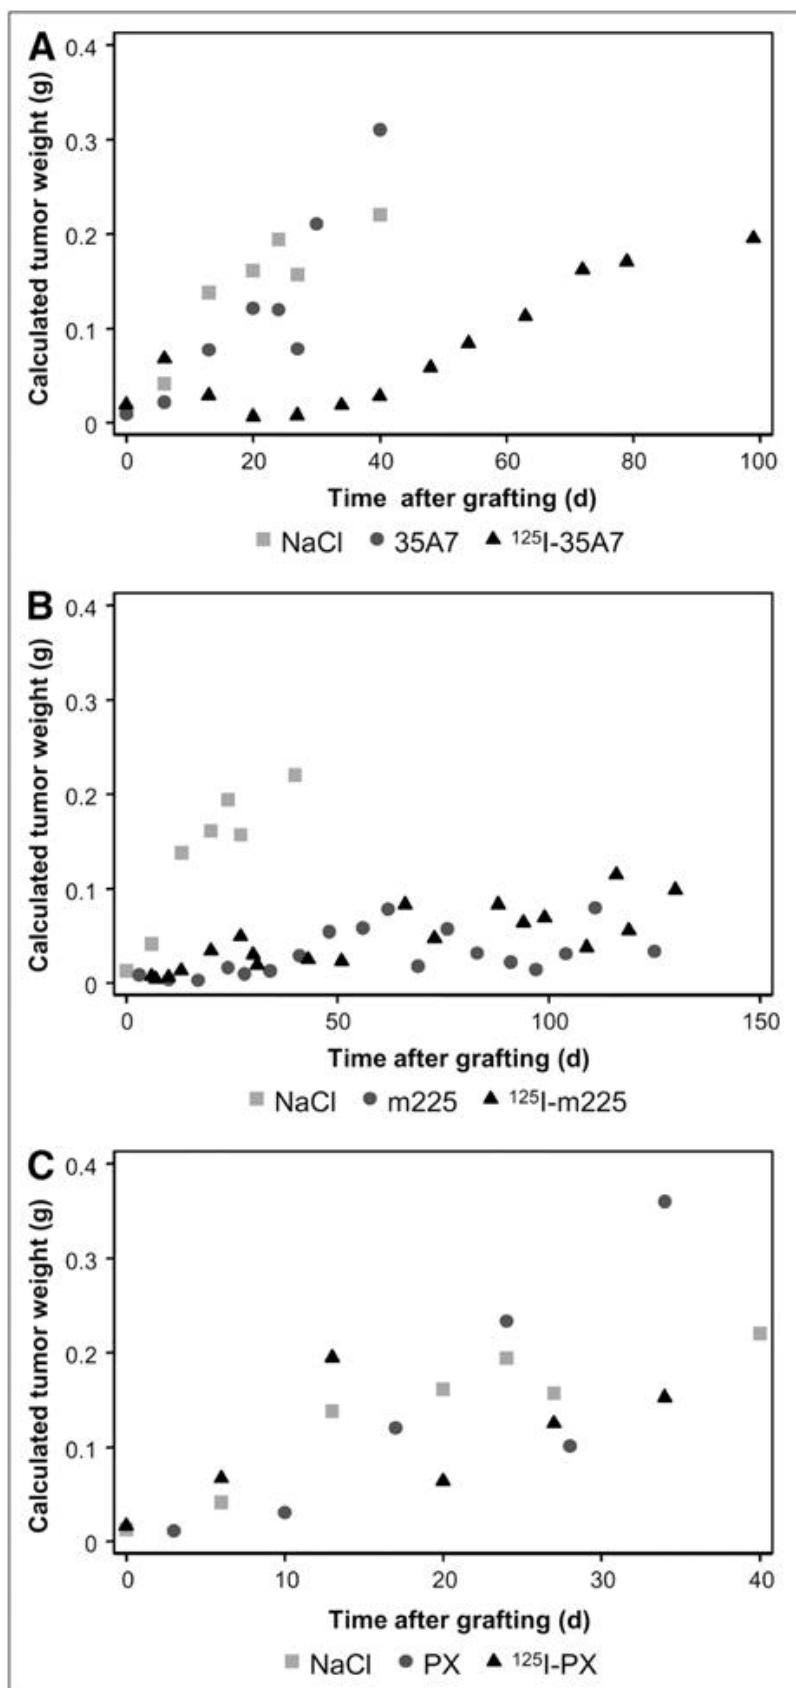 A
Calculated tumor weight (g)
0.4
0.3
0.2
0.1
0
0 20 40 60 80 100
Time after grafting (d)
NaCl 35A7 ¹²⁵I-35A7
B
Calculated tumor weight (g)
0.4
0.3
0.2
0.1
0
0 50 100 150
Time after grafting (d)
NaCl m225 ¹²⁵I-m225
C
Calculated tumor weight (g)
0.4
0.3
0.2
0.1
0
0 10 20 30 40
Time after grafting (d)
NaCl PX ¹²⁵I-PX